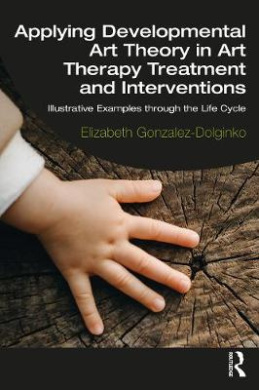 Applying Developmental
Art Theory in Art
Therapy Treatment
and Interventions
Illustrative Examples through the Life Cycle
Elizabeth Gonzalez-Dolginko
ROUTLEDGE